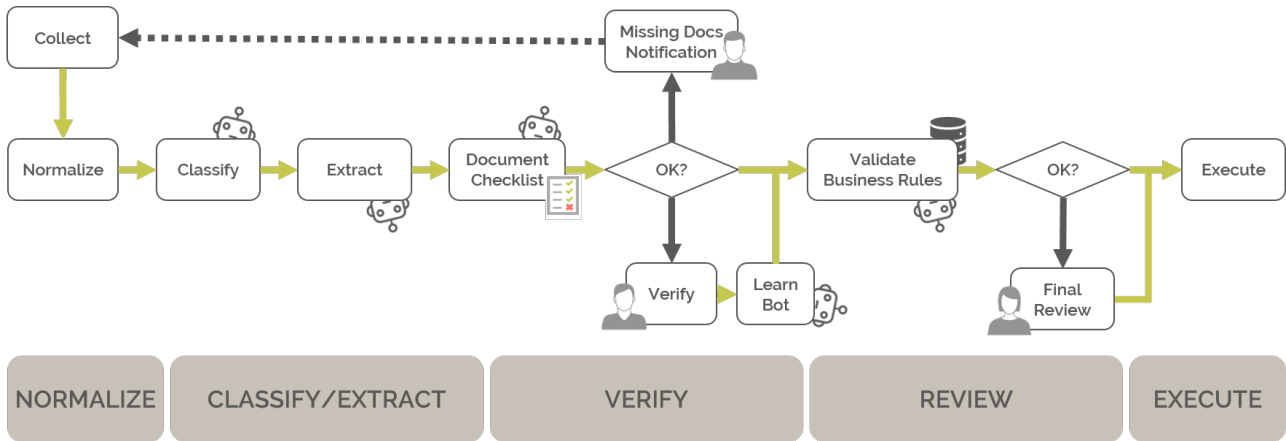 Collect
Missing Docs
Notification
Normalize
Classify
Extract
Document
Checklist
OK?
Validate
Business Rules
OK?
Execute
Verify
Learn
Bot
Final
Review
NORMALIZE
CLASSIFY/EXTRACT
VERIFY
REVIEW
EXECUTE